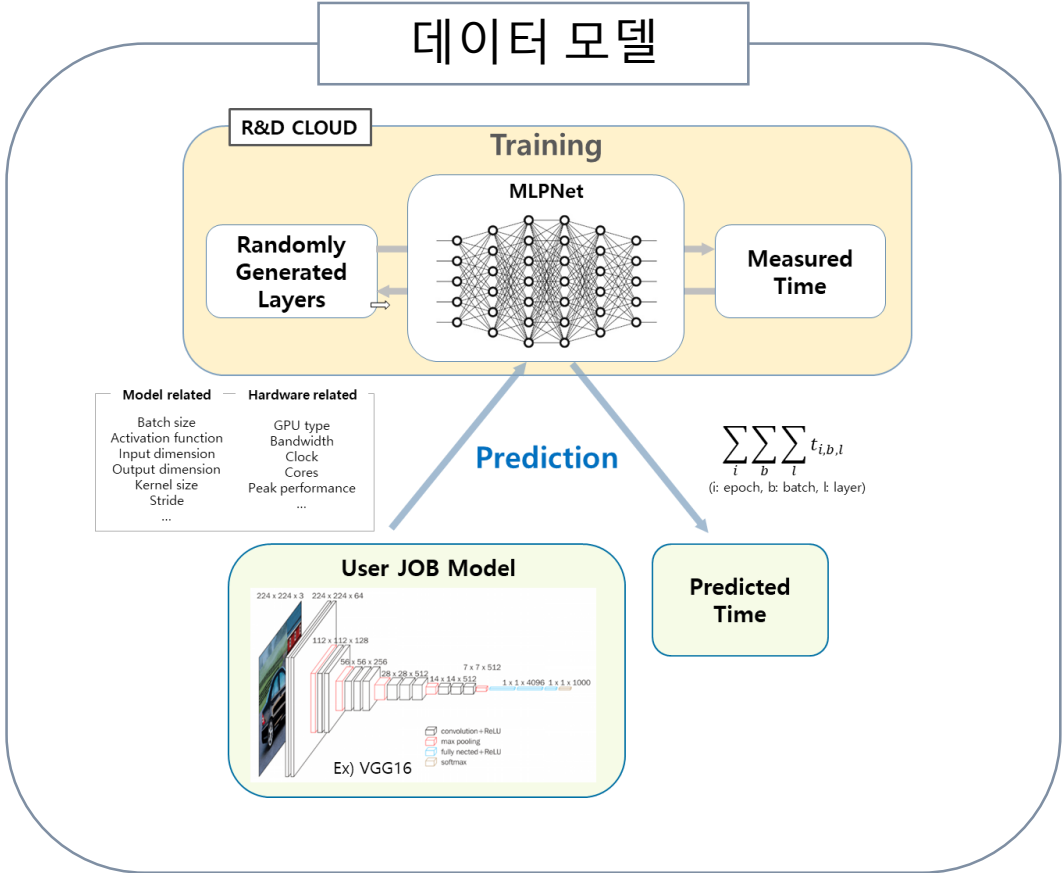 데이터 모델
R&D CLOUD
Training
MLPNet
Randomly
Generated
Layers
Measured
Time
Model related
Batch size
Activation function
Input dimension
Output dimension
Kernel size
Stride
...
Hardware related
GPU type
Bandwidth
Clock
Cores
Peak performance
...
Prediction
∑∑∑ t i,b,l
i b l
(i: epoch, b: batch, l: layer)
User JOB Model
224 x 224 x 3 224 x 224 x 64
112 x 112 x 128
56 x 56 x 256
28 x 28 x 512
14 x 14 x 512
7 x 7 x 512
1 x 1 x 4096 1 x 1 x 1000
convolution+ReLU
max pooling
fully nected+ReLU
softmax
Ex) VGG16
Predicted
Time